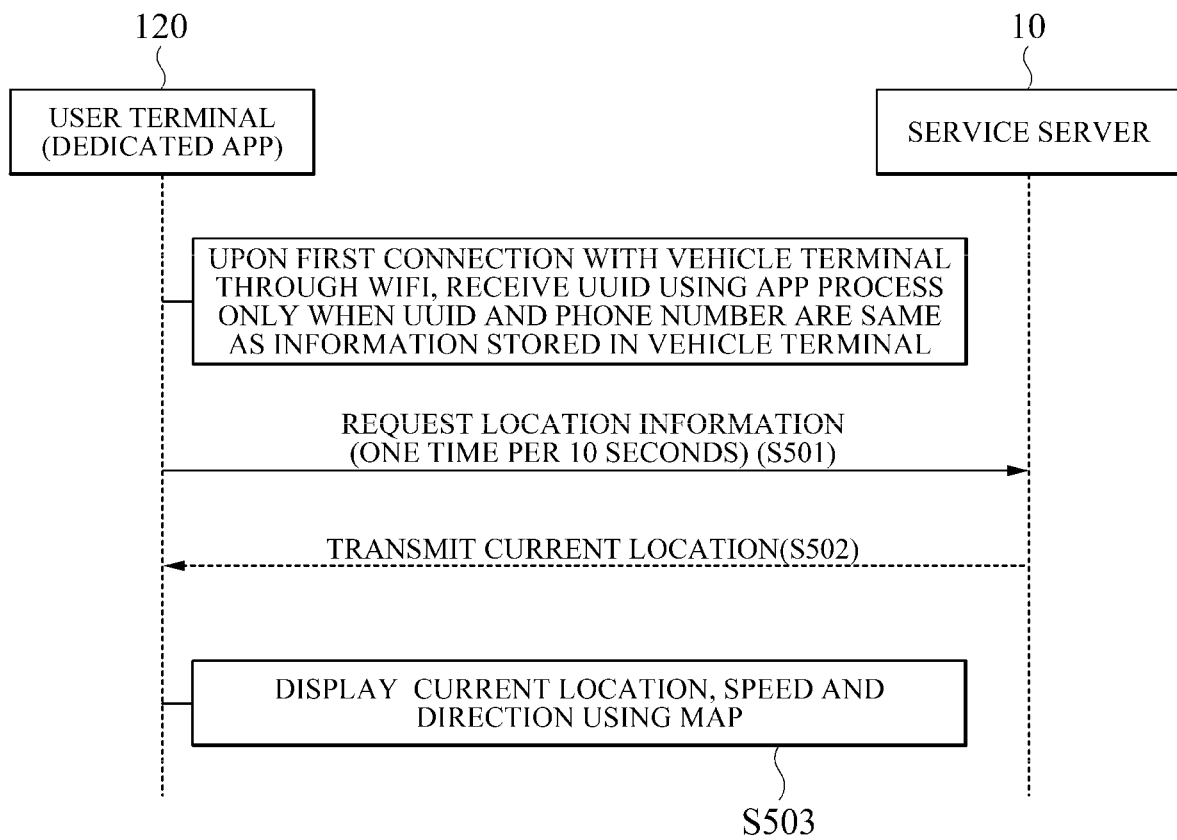 120
10
USER TERMINAL
(DEDICATED APP)
SERVICE SERVER
UPON FIRST CONNECTION WITH VEHICLE TERMINAL
THROUGH WIFI, RECEIVE UUID USING APP PROCESS
ONLY WHEN UUID AND PHONE NUMBER ARE SAME
AS INFORMATION STORED IN VEHICLE TERMINAL
REQUEST LOCATION INFORMATION
(ONE TIME PER 10 SECONDS) (S501)
TRANSMIT CURRENT LOCATION(S502)
DISPLAY CURRENT LOCATION, SPEED AND
DIRECTION USING MAP
S503